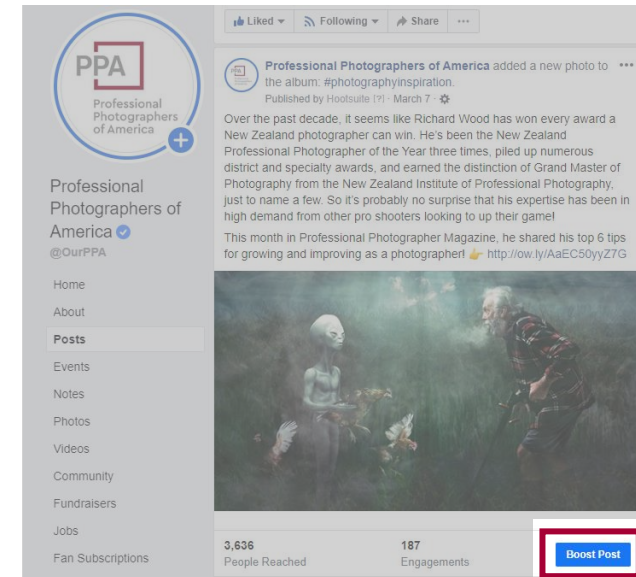 PPA
Professional
Photographers
of America
Professional
Photographers of
America
@OurPPA
Home
About
Posts
Events
Notes
Photos
Videos
Community
Fundraisers
Jobs
Fan Subscriptions
Liked Following Share
Professional Photographers of America added a new photo to
the album: #photographyinspiration.
Published by Hootsuite [?] · March 7 ·
Over the past decade, it seems like Richard Wood has won every award a
New Zealand photographer can win. He's been the New Zealand
Professional Photographer of the Year three times, piled up numerous
district and specialty awards, and earned the distinction of Grand Master of
Photography from the New Zealand Institute of Professional Photography,
just to name a few. So it's probably no surprise that his expertise has been in
high demand from other pro shooters looking to up their game!
This month in Professional Photographer Magazine, he shared his top 6 tips
for growing and improving as a photographer! 👉 http://ow.ly/AaEC50yyZ7G
3,636 187
People Reached Engagements
Boost Post